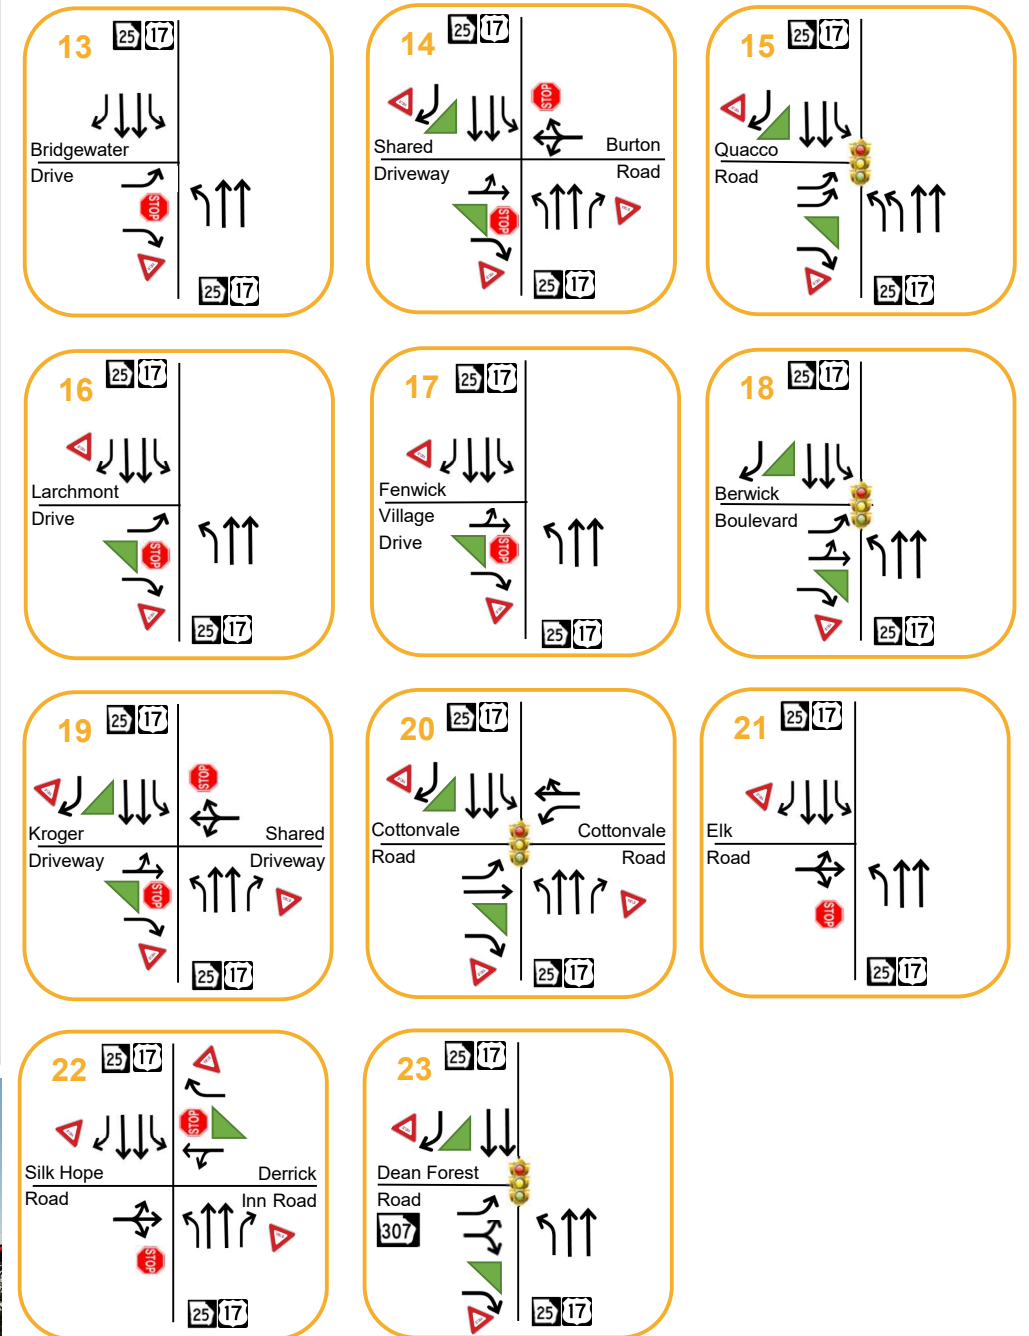 13
25 17
Bridgewater
Drive
STOP
25 17
14
25 17
STOP
Shared
Driveway
Burton
Road
STOP
25 17
15
25 17
Quacco
Road
25 17
16
25 17
Larchmont
Drive
STOP
25 17
17
25 17
Fenwick
Village
Drive
STOP
25 17
18
25 17
Berwick
Boulevard
25 17
19
25 17
STOP
Kroger
Driveway
Shared
Driveway
STOP
25 17
20
25 17
Cottonvale
Road
Cottonvale
Road
25 17
21
25 17
Elk
Road
STOP
25 17
22
25 17
STOP
Silk Hope
Road
Derrick
Inn Road
STOP
25 17
23
25 17
Dean Forest
Road
307
25 17